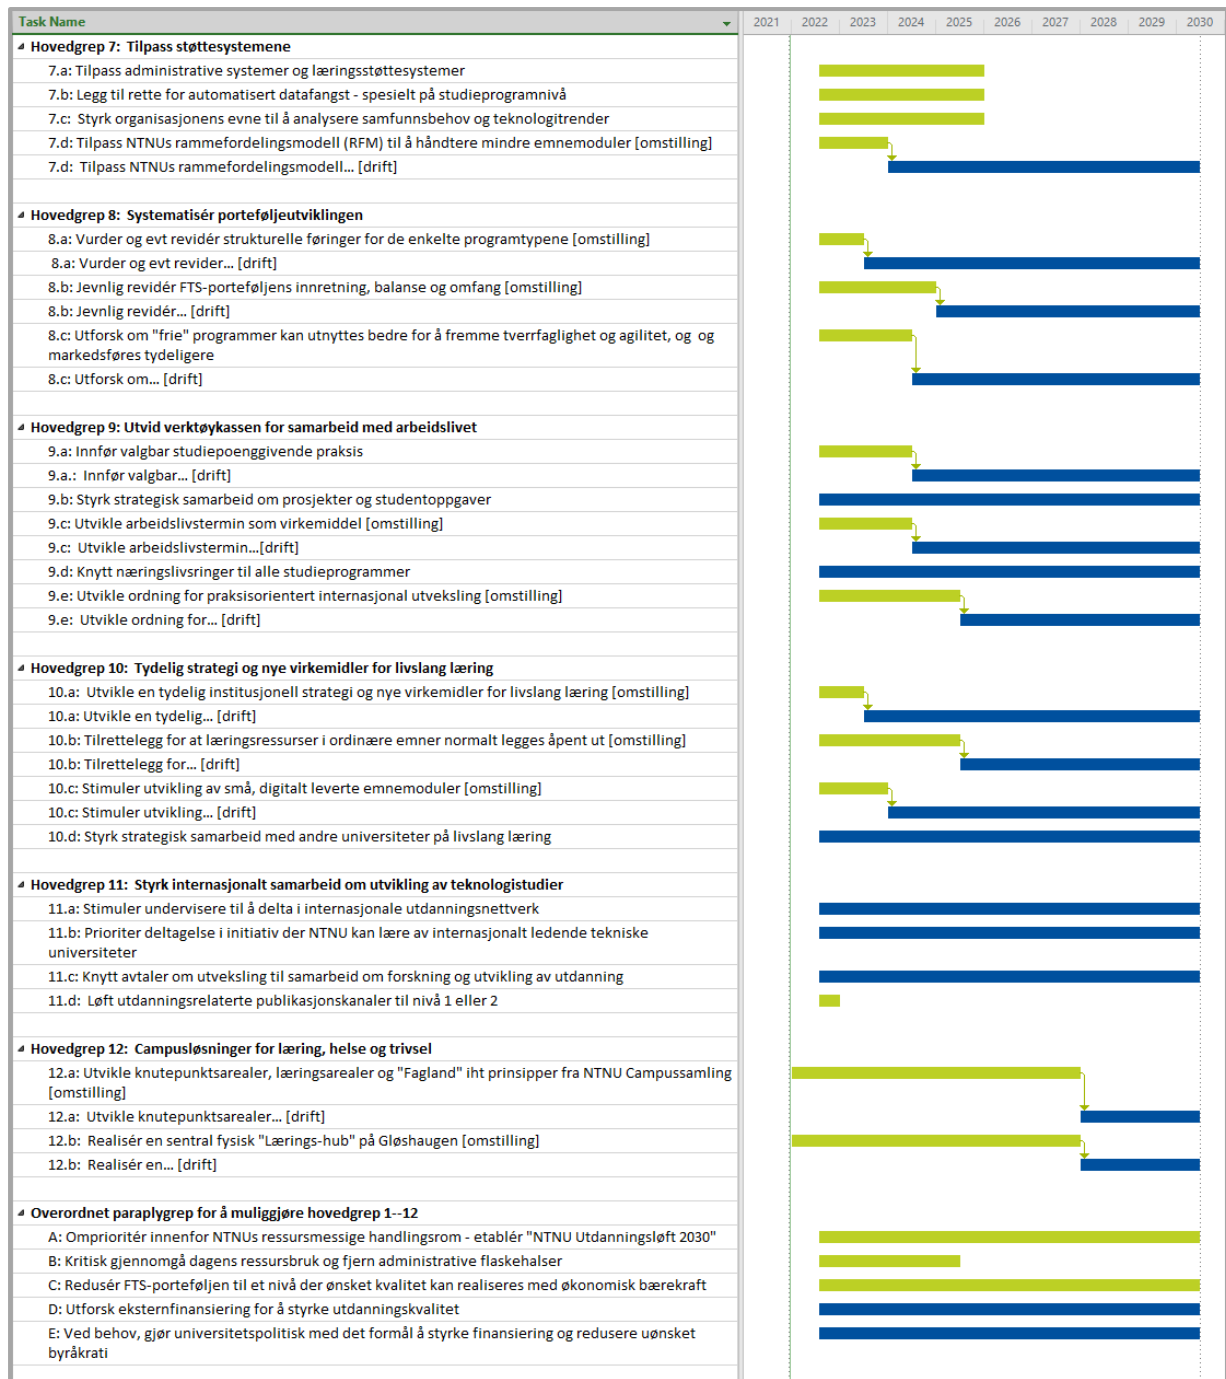 Task Name
2021 2022 2023 2024 2025 2026 2027 2028 2029 2030
Hovedgrep 7:  Tilpass støttesystemene
7.a: Tilpass administrative systemer og læringsstøttesystemer
7.b: Legg til rette for automatisert datafangst - spesielt på studieprogramnivå
7.c:  Styrk organisasjonens evne til å analysere samfunnsbehov og teknologitrender
7.d: Tilpass NTNUs rammefordelingsmodell (RFM) til å håndtere mindre emnemoduler [omstilling]
7.d:  Tilpass NTNUs rammefordelingsmodell… [drift]
Hovedgrep 8:  Systematisér porteføljeutviklingen
8.a: Vurder og evt revidér strukturelle føringer for de enkelte programtypene [omstilling]
8.a: Vurder og evt revider… [drift]
8.b: Jevnlig revidér FTS-porteføljens innretning, balanse og omfang [omstilling]
8.b: Jevnlig revidér… [drift]
8.c: Utforsk om "frie" programmer kan utnyttes bedre for å fremme tverrfaglighet og agilitet, og  og
markedsføres tydeligere
8.c: Utforsk om… [drift]
Hovedgrep 9: Utvid verktøykassen for samarbeid med arbeidslivet
9.a: Innfør valgbar studiepoenggivende praksis
9.a.:  Innfør valgbar… [drift]
9.b: Styrk strategisk samarbeid om prosjekter og studentoppgaver
9.c: Utvikle arbeidslivstermin som virkemiddel [omstilling]
9.c:  Utvikle arbeidslivstermin…[drift]
9.d: Knytt næringslivsringer til alle studieprogrammer
9.e: Utvikle ordning for praksisorientert internasjonal utveksling [omstilling]
9.e:  Utvikle ordning for… [drift]
Hovedgrep 10:  Tydelig strategi og nye virkemidler for livslang læring
10.a:  Utvikle en tydelig institusjonell strategi og nye virkemidler for livslang læring [omstilling]
10.a: Utvikle en tydelig… [drift]
10.b: Tilrettelegg for at læringsressurser i ordinære emner normalt legges åpent ut [omstilling]
10.b: Tilrettelegg for… [drift]
10.c: Stimuler utvikling av små, digitalt leverte emnemoduler [omstilling]
10.c: Stimuler utvikling… [drift]
10.d: Styrk strategisk samarbeid med andre universiteter på livslang læring
Hovedgrep 11:  Styrk internasjonalt samarbeid om utvikling av teknologistudier
11.a: Stimuler undervisere til å delta i internasjonale utdanningsnettverk
11.b: Prioriter deltagelse i initiativ der NTNU kan lære av internasjonalt ledende tekniske
universiteter
11.c: Knytt avtaler om utveksling til samarbeid om forskning og utvikling av utdanning
11.d:  Løft utdanningsrelaterte publikasjonskanaler til nivå 1 eller 2
Hovedgrep 12:  Campusløsninger for læring, helse og trivsel
12.a: Utvikle knutepunktsarealer, læringsarealer og "Fagland" iht prinsipper fra NTNU Campussamling
[omstilling]
12.a:  Utvikle knutepunktsarealer… [drift]
12.b:  Realisér en sentral fysisk "Lærings-hub" på Gløshaugen [omstilling]
12.b:  Realisér en… [drift]
Overordnet paraplygrep for å muliggjøre hovedgrep 1--12
A: Omprioritér innenfor NTNUs ressursmessige handlingsrom - etablér "NTNU Utdanningsløft 2030"
B: Kritisk gjennomgå dagens ressursbruk og fjern administrative flaskehalser
C: Redusér FTS-porteføljen til et nivå der ønsket kvalitet kan realiseres med økonomisk bærekraft
D: Utforsk eksternfinansiering for å styrke utdanningskvalitet
E: Ved behov, gjør universitetspolitisk med det formål å styrke finansiering og redusere uønsket
byråkrati